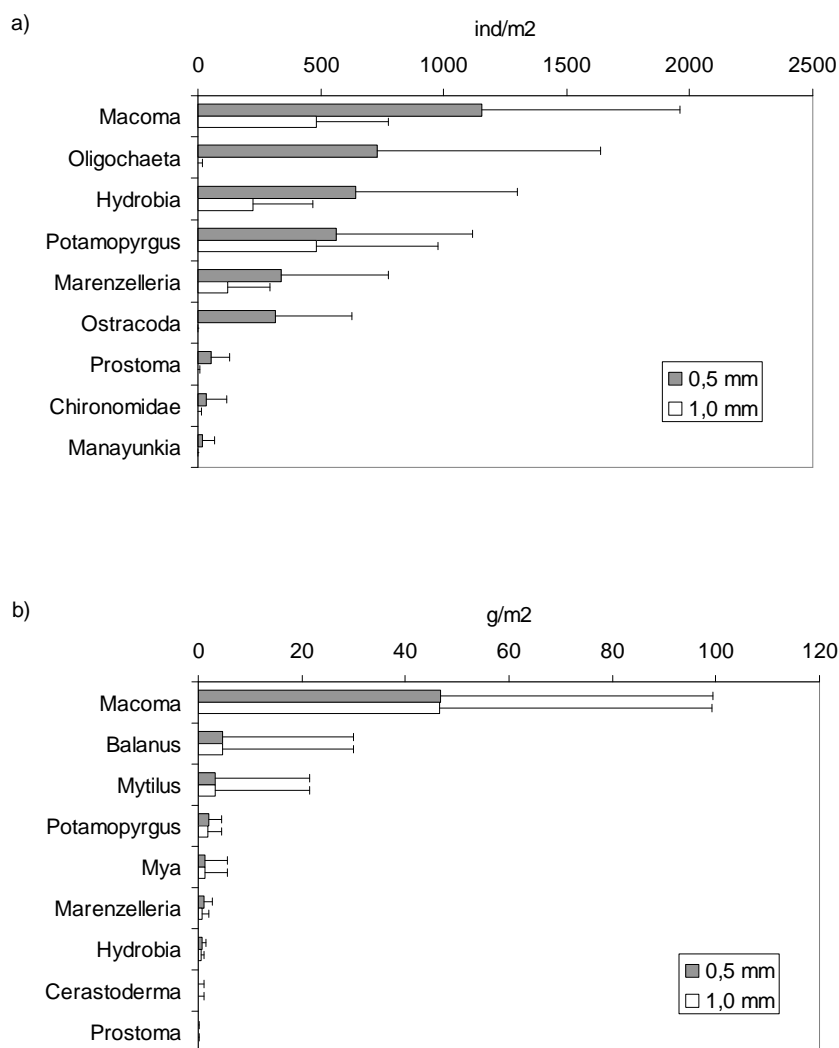 a)
ind/m2
0 500 1000 1500 2000 2500
Macoma
Oligochaeta
Hydrobia
Potamopyrgus
Marenzelleria
Ostracoda
Prostoma
Chironomidae
Manayunkia
0,5 mm
1,0 mm
b)
g/m2
0 20 40 60 80 100 120
Macoma
Balanus
Mytilus
Potamopyrgus
Mya
Marenzelleria
Hydrobia
Cerastoderma
Prostoma
0,5 mm
1,0 mm